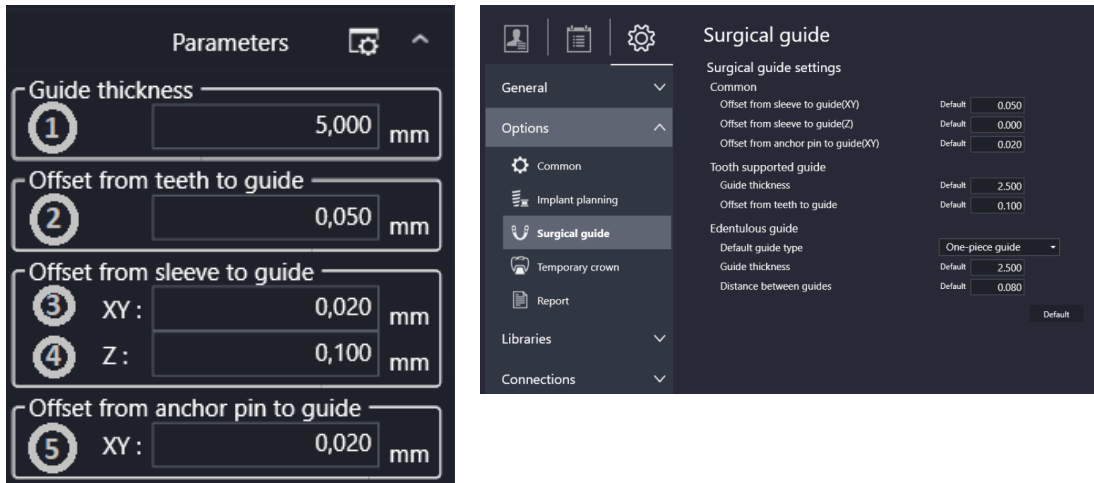 Parameters
Guide thickness
1 5,000 mm
Offset from teeth to guide
2 0,050 mm
Offset from sleeve to guide
3 XY : 0,020 mm
4 Z : 0,100 mm
Offset from anchor pin to guide
5 XY : 0,020 mm
General
Options
Common
Implant planning
Surgical guide
Temporary crown
Report
Libraries
Connections
Surgical guide
Surgical guide settings
Common
Offset from sleeve to guide(XY) Default 0.050
Offset from sleeve to guide(Z) Default 0.000
Offset from anchor pin to guide(XY) Default 0.020
Tooth supported guide
Guide thickness Default 2.500
Offset from teeth to guide Default 0.100
Edentulous guide
Default guide type One-piece guide
Guide thickness Default 2.500
Distance between guides Default 0.080
Default